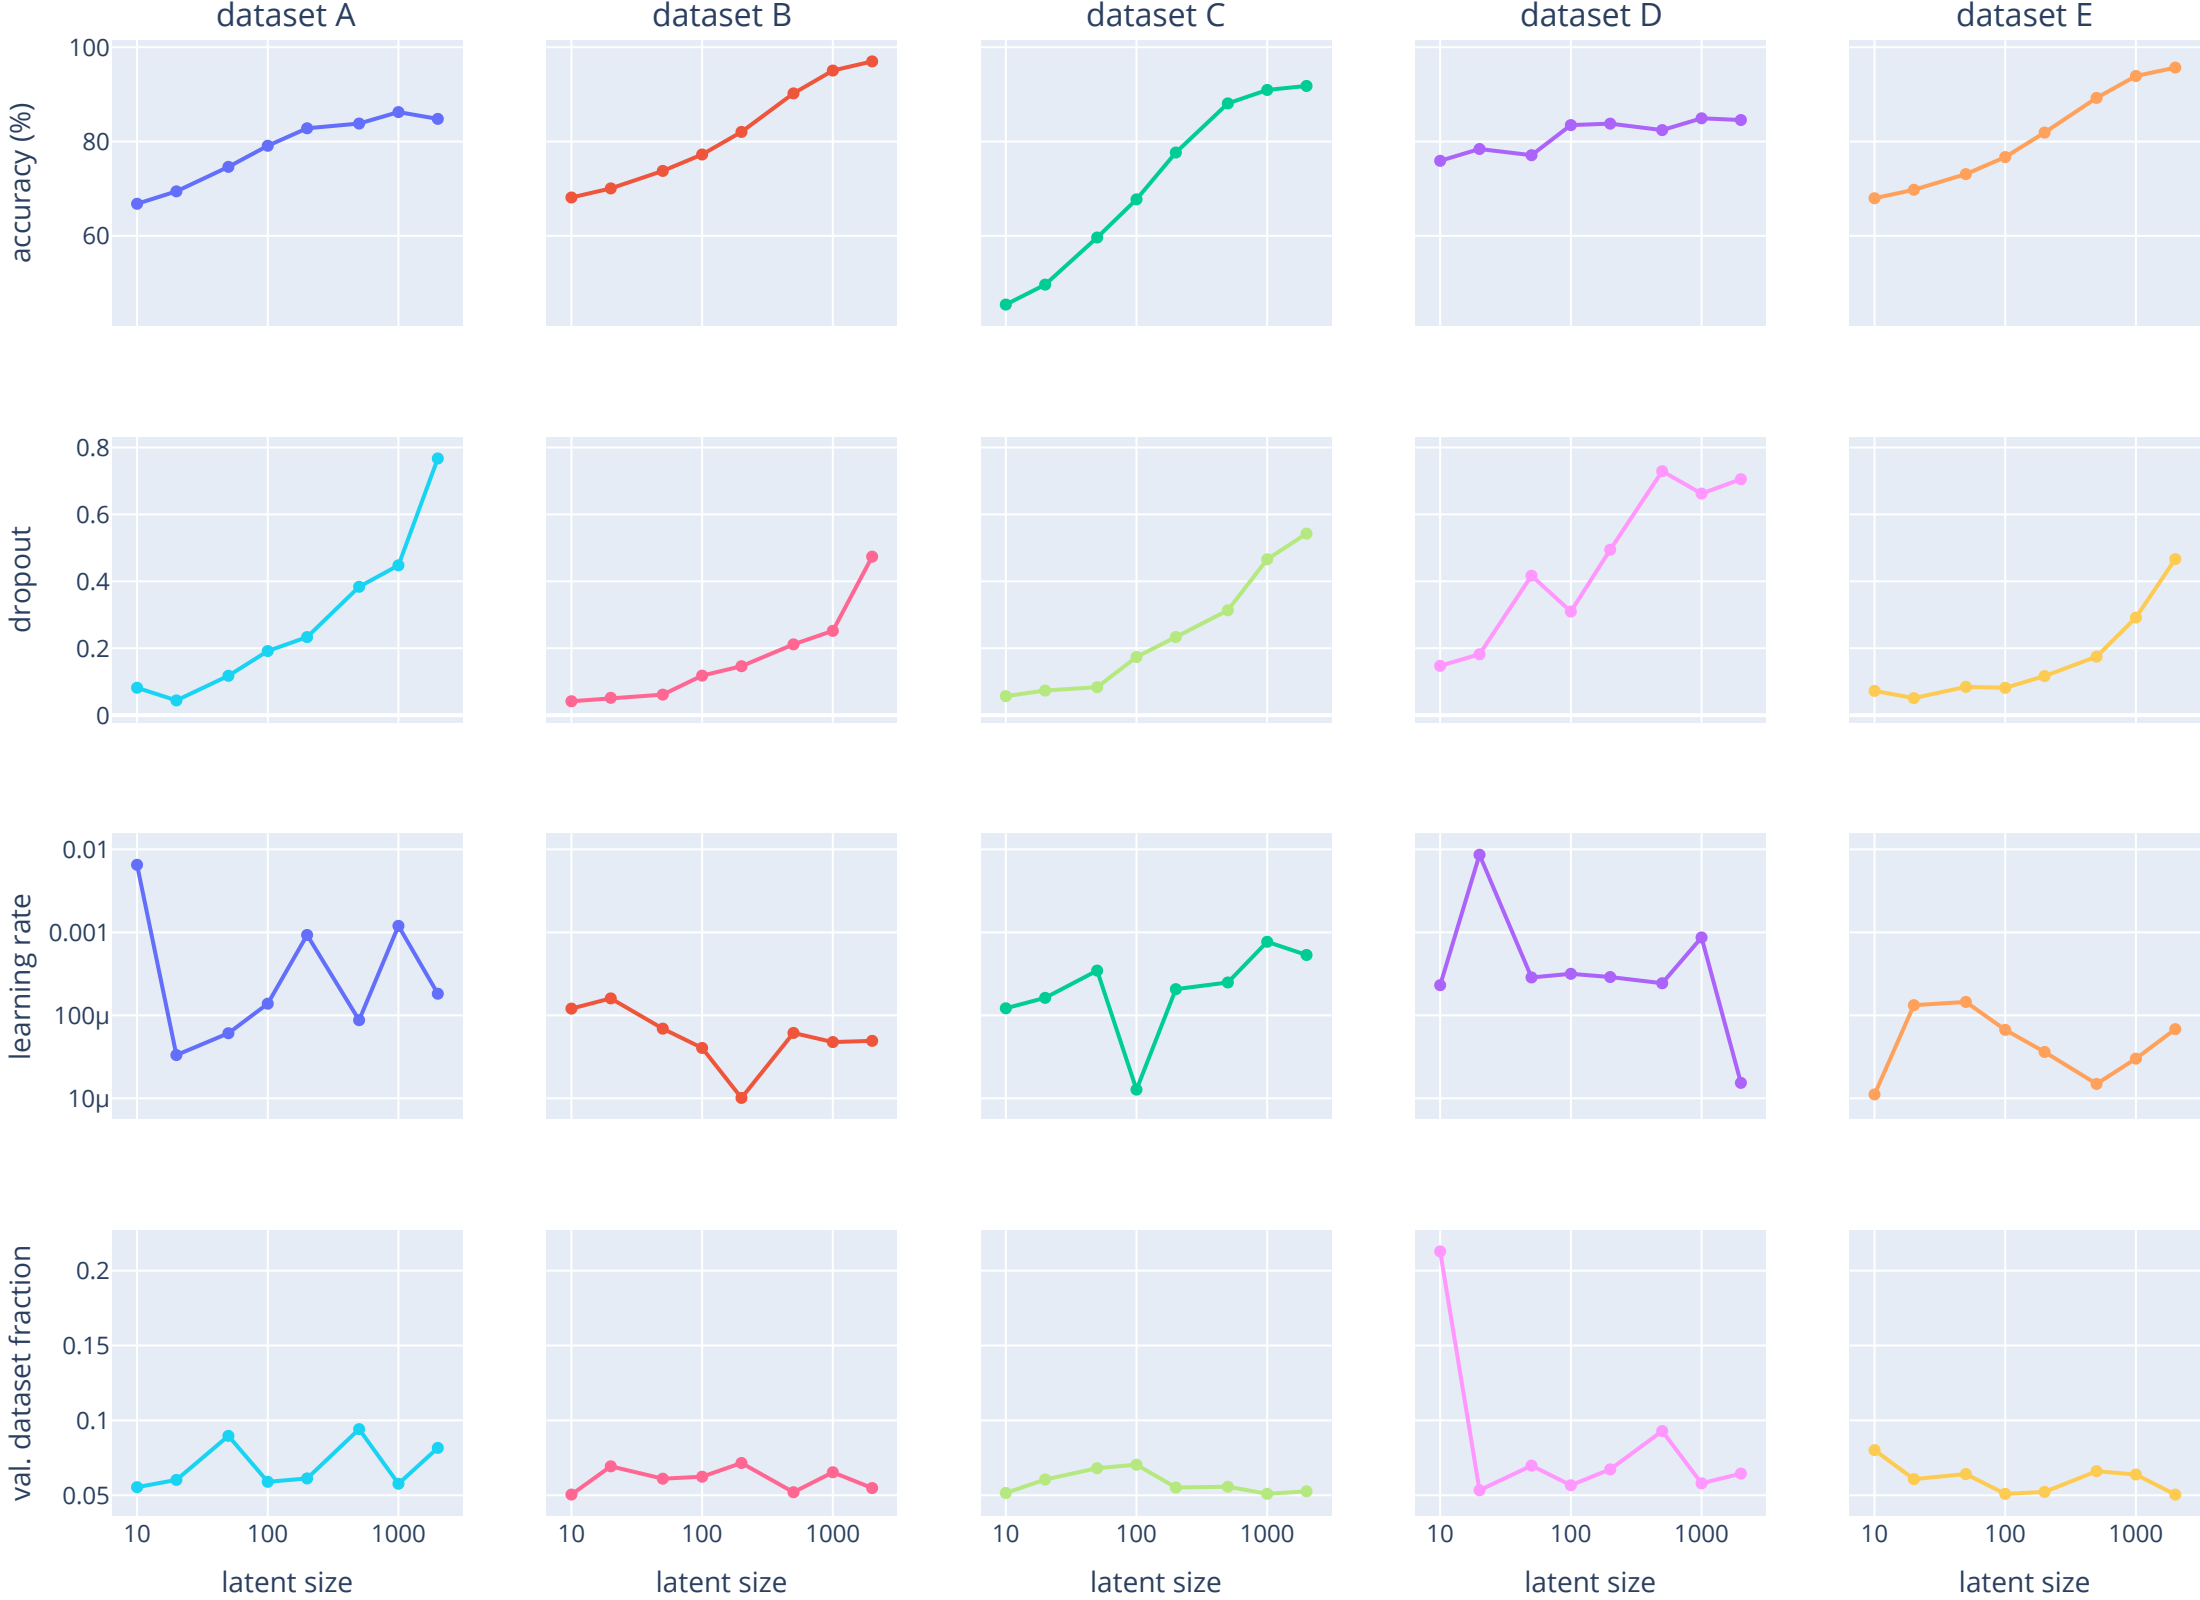 dataset A
dataset B
dataset C
dataset D
dataset E
accuracy (%)
100
80
60
dropout
0.8
0.6
0.4
0.2
0
learning rate
0.01
0.001
100μ
10μ
val. dataset fraction
0.2
0.15
0.1
0.05
10 100 1000
10 100 1000
10 100 1000
10 100 1000
10 100 1000
latent size
latent size
latent size
latent size
latent size